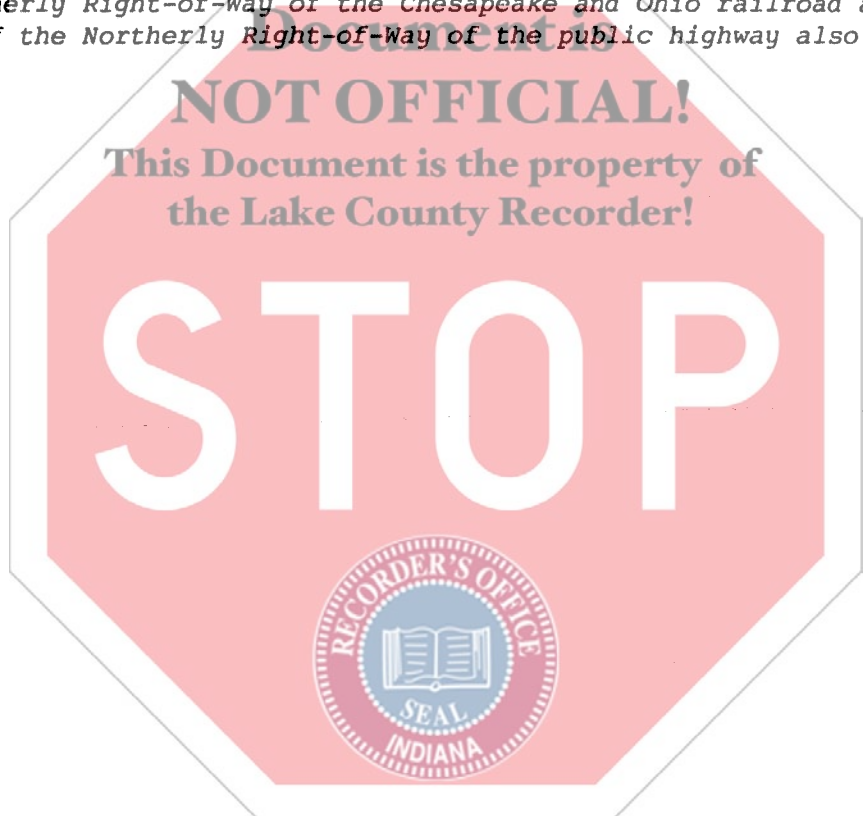 Right-of-Way of the Chesapeake and Ohio railroad
the Northerly Right-of-Way of the public highway also
Document is
NOT OFFICIAL!
This Document is the property of
the Lake County Recorder!
STOP
RECORDER'S OFFICE
SEAL
INDIANA